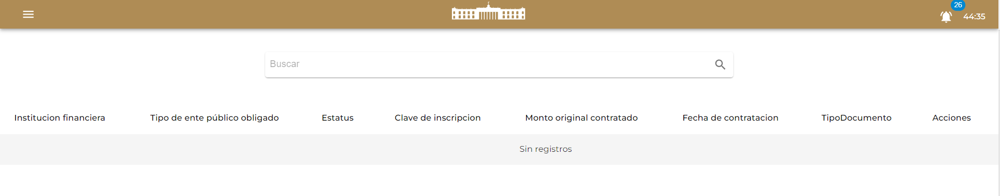 26
44:35
Buscar
Institucion financiera Tipo de ente público obligado Estatus Clave de inscripcion Monto original contratado Fecha de contratacion TipoDocumento Acciones
Sin registros